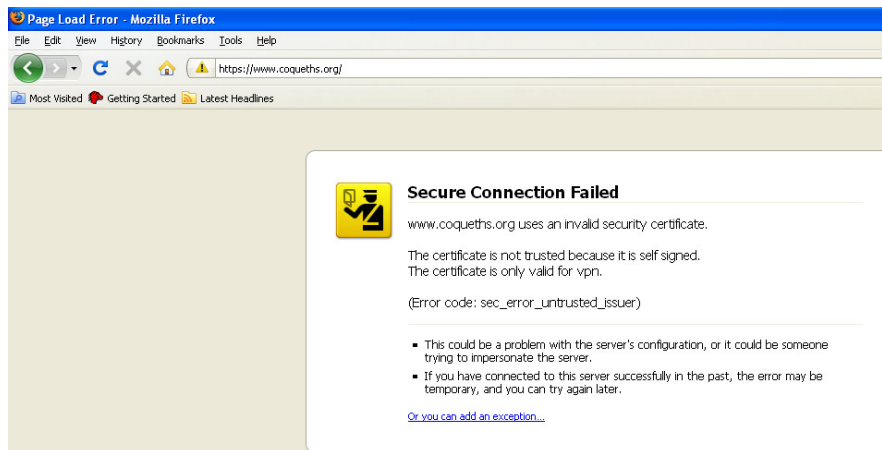 Page Load Error - Mozilla Firefox
File Edit View History Bookmarks Tools Help
https://www.coqueths.org/
Most Visited Getting Started Latest Headlines
Secure Connection Failed
www.coqueths.org uses an invalid security certificate.
The certificate is not trusted because it is self signed.
The certificate is only valid for vpn.
(Error code: sec_error_untrusted_issuer)
▪ This could be a problem with the server's configuration, or it could be someone
trying to impersonate the server.
▪ If you have connected to this server successfully in the past, the error may be
temporary, and you can try again later.
Or you can add an exception...